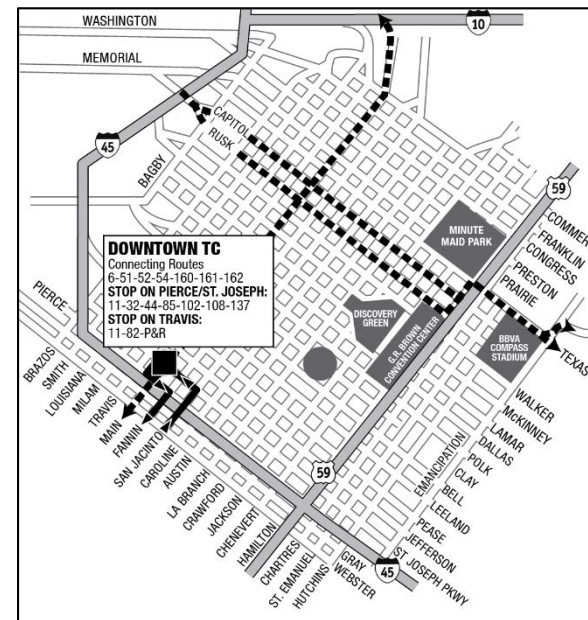 WASHINGTON
10
MEMORIAL
CAPITOL
RUSK
45
BAGBY
59
COMMER
FRANKLIN
CONGRESS
PRESTON
PRAIRIE
TEXAS
MINUTE
MAID PARK
DOWNTOWN TC
Connecting Routes
6-51-52-54-160-161-162
STOP ON PIERCE/ST. JOSEPH:
11-32-44-85-102-108-137
STOP ON TRAVIS:
11-82-P&R
DISCOVERY
GREEN
G.R. BROWN
CONVENTION CENTER
BBVA
COMPASS
STADIUM
PIERCE
BRAZOS
SMITH
LOUISIANA
MILAM
TRAVIS
MAIN
FANNIN
SAN JACINTO
CAROLINE
AUSTIN
LA BRANCH
CRAWFORD
JACKSON
CHENEVERT
HAMILTON
59
CHARTRES
ST. EMANUEL
HUTCHINS
EMANCIPATION
WALKER
McKINNEY
LAMAR
DALLAS
POLK
CLAY
BELL
LEELAND
PEASE
JEFFERSON
ST JOSEPH PKWY
GRAY
WEBSTER
45